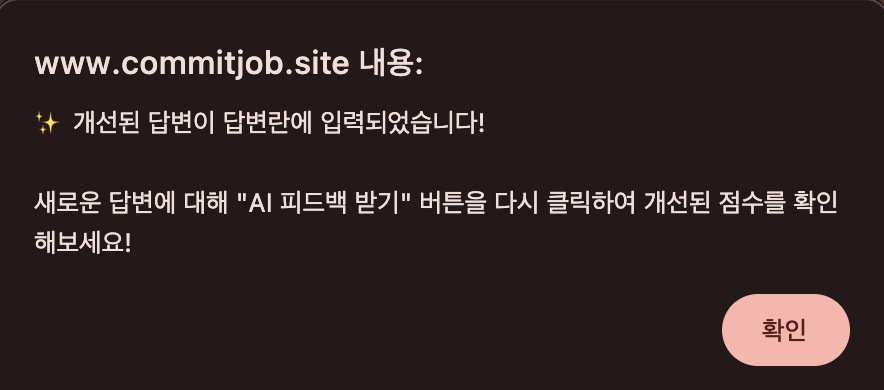 www.commitjob.site 내용:
✨ 개선된 답변이 답변란에 입력되었습니다!
새로운 답변에 대해 "AI 피드백 받기" 버튼을 다시 클릭하여 개선된 점수를 확인
해보세요!
확인